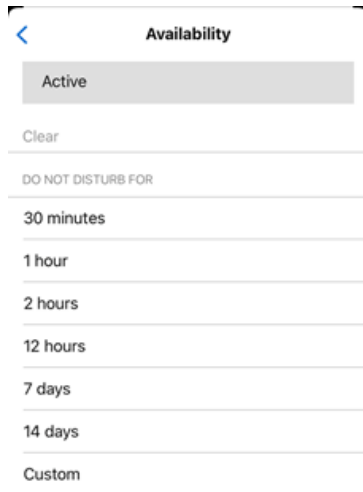 Availability
Active
Clear
DO NOT DISTURB FOR
30 minutes
1 hour
2 hours
12 hours
7 days
14 days
Custom